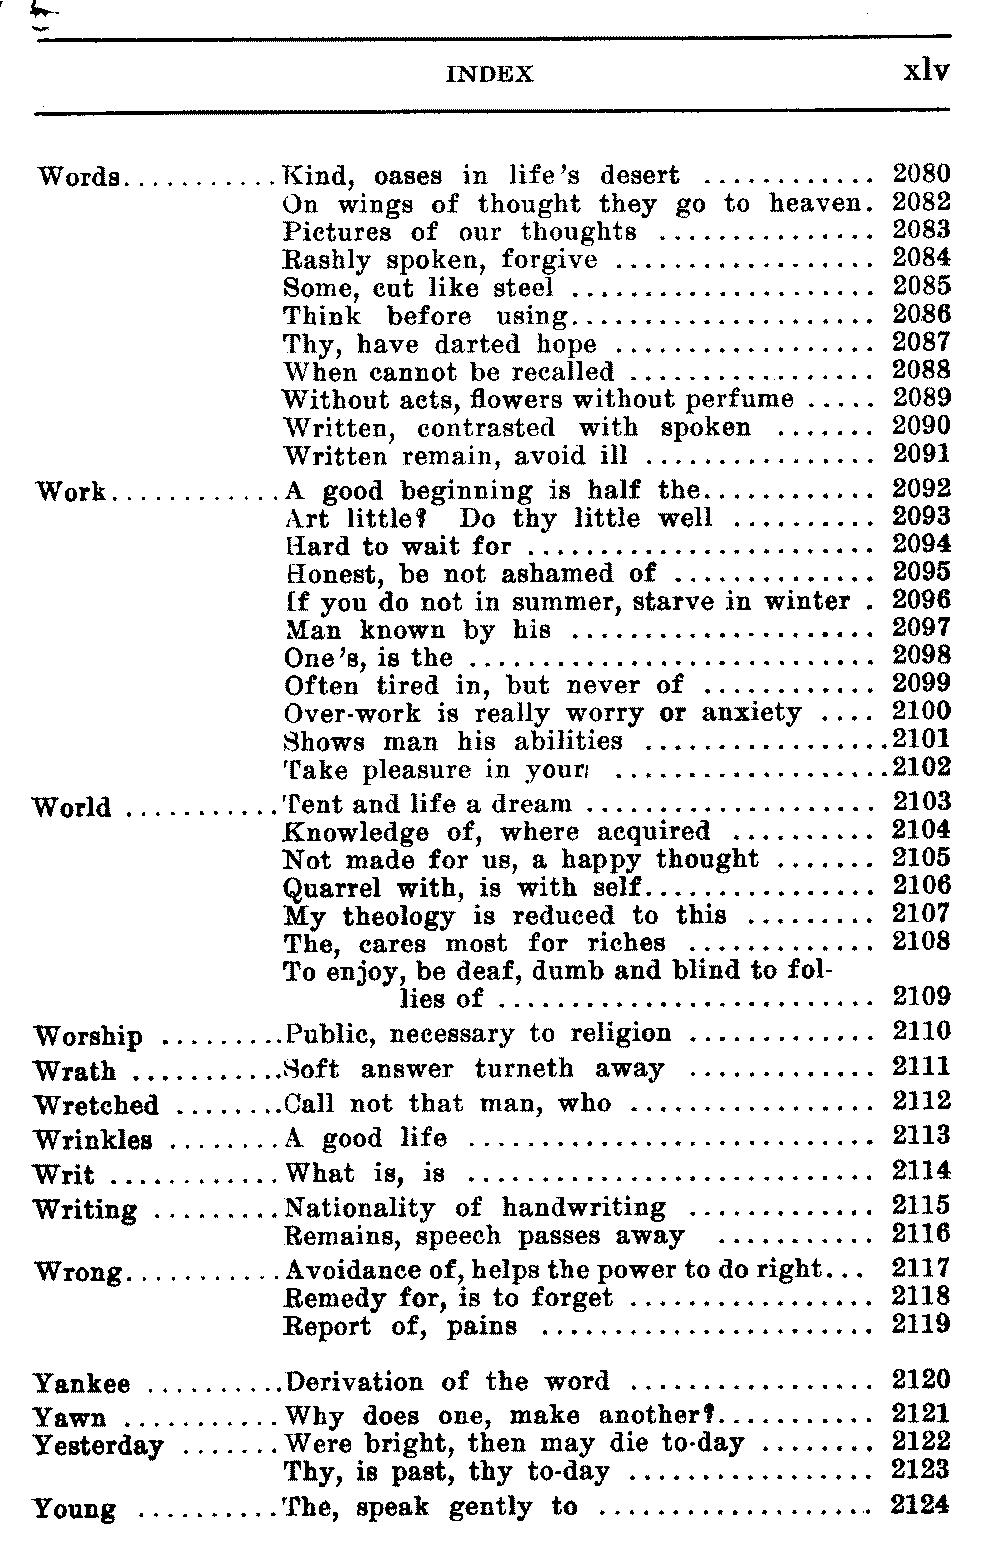 INDEX xlv
Words...........Kind, oases in life's desert ............ 2080
On wings of thought they go to heaven. 2082
Pictures of our thoughts ............... 2083
Rashly spoken, forgive .................. 2084
Some, cut like steel ..................... 2085
Think before using..................... 2086
Thy, have darted hope .................. 2087
When cannot be recalled ................. 2088
Without acts, flowers without perfume ..... 2089
Written, contrasted with spoken ....... 2090
Written remain, avoid ill ................ 2091
Work............A good beginning is half the............ 2092
Art little? Do thy little well .......... 2093
Hard to wait for ........................ 2094
Honest, be not ashamed of .............. 2095
If you do not in summer, starve in winter . 2096
Man known by his ..................... 2097
One's, is the ............................ 2098
Often tired in, but never of ............ 2099
Over-work is really worry or anxiety .... 2100
Shows man his abilities .................2101
Take pleasure in your ...................2102
World ...........Tent and life a dream .................... 2103
Knowledge of, where acquired .......... 2104
Not made for us, a happy thought ....... 2105
Quarrel with, is with self................ 2106
My theology is reduced to this ......... 2107
The, cares most for riches ............. 2108
To enjoy, be deaf, dumb and blind to fol-
lies of .......................... 2109
Worship .........Public, necessary to religion ............. 2110
Wrath ...........Soft answer turneth away ............. 2111
Wretched ........Call not that man, who ................. 2112
Wrinkles ........A good life ............................ 2113
Writ ............What is, is ............................ 2114
Writing .........Nationality of handwriting ............. 2115
Remains, speech passes away ........... 2116
Wrong...........Avoidance of, helps the power to do right... 2117
Remedy for, is to forget ................. 2118
Report of, pains ....................... 2119
Yankee ..........Derivation of the word ................. 2120
Yawn ...........Why does one, make another?........... 2121
Yesterday .......Were bright, then may die to-day ........ 2122
Thy, is past, thy to-day ................. 2123
Young ..........The, speak gently to ................... 2124